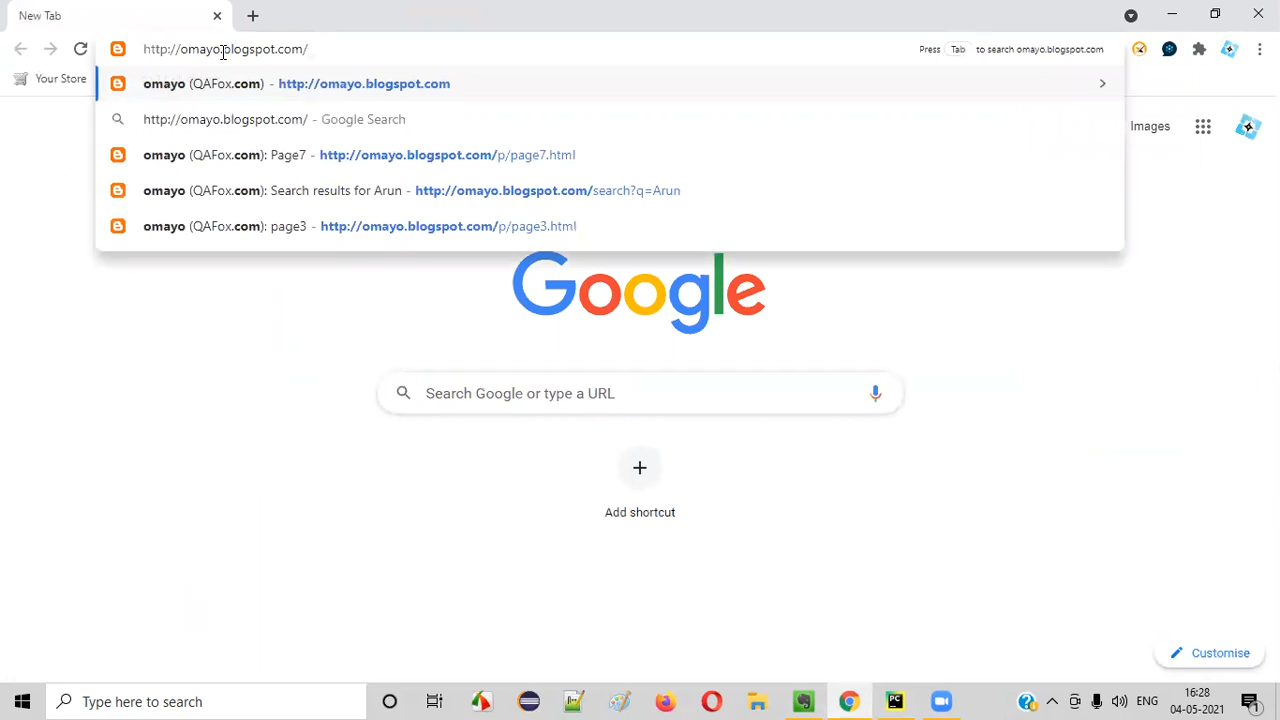 New Tab
http://omayo.blogspot.com/
Press Tab to search omayo.blogspot.com
Your Store
omayo (QAFox.com) - http://omayo.blogspot.com
http://omayo.blogspot.com/ - Google Search
omayo (QAFox.com): Page7 - http://omayo.blogspot.com/p/page7.html
omayo (QAFox.com): Search results for Arun - http://omayo.blogspot.com/search?q=Arun
omayo (QAFox.com): page3 - http://omayo.blogspot.com/p/page3.html
Images
Google
Search Google or type a URL
Add shortcut
Customise
Type here to search
PC
ENG
16:28
04-05-2021
1